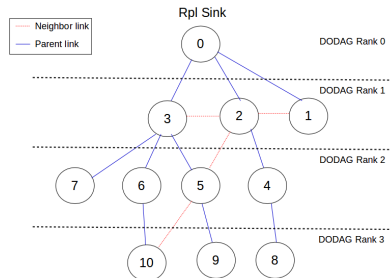 Rpl Sink
Neighbor link
Parent link
0
DODAG Rank 0
DODAG Rank 1
3
2
1
DODAG Rank 2
7
6
5
4
DODAG Rank 3
10
9
8